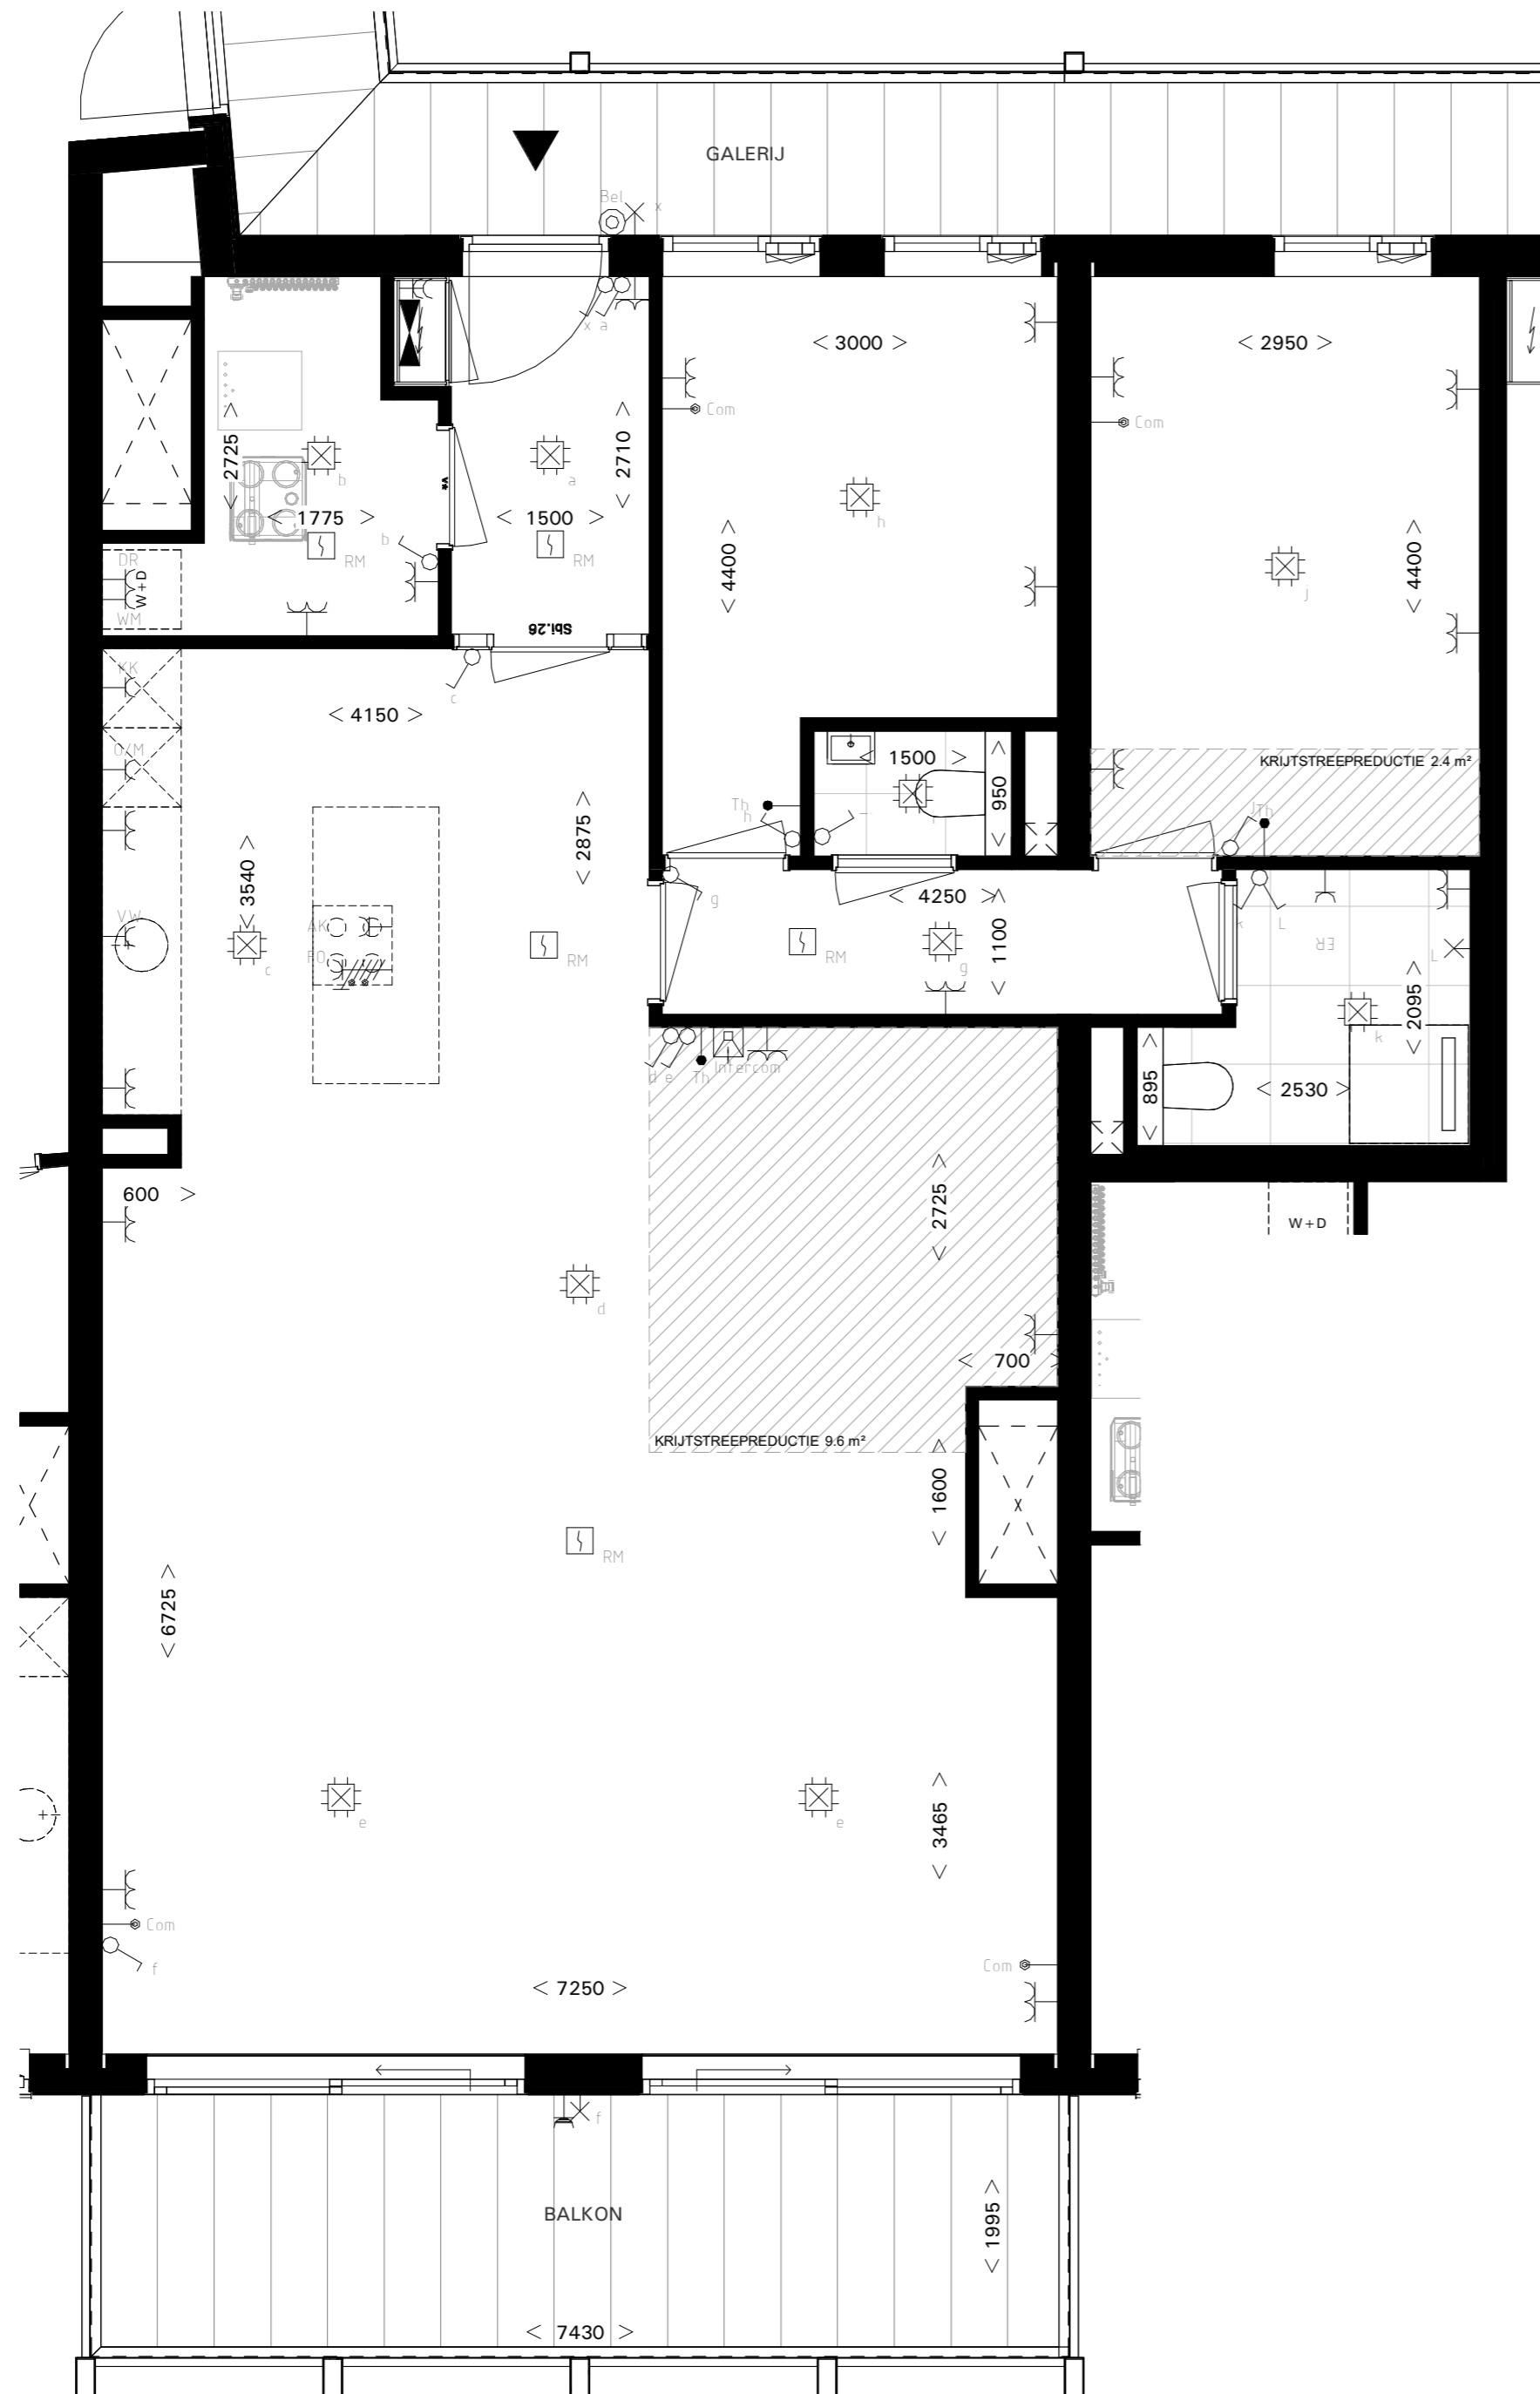 GALERIJ
Bel
x
x a
< 3000 >
< 2950 >
Com
Com
< 2725 >
< 2710 >
b
a
h
j
< 1775 >
< 1500 >
b
RM
RM
< 4400 >
< 4400 >
DR
W+D
WM
Sbi.26
KK
c
< 4150 >
O/M
< 1500 >
< 950 >
KRIJTSTREEPREDUCTIE 2.4 m²
Th
h
j
Th
< 2875 >
< 3540 >
g
< 4250 >
< 1100 >
VW
AK
c
RM
RM
g
k
L
ER
L
< 2095 >
k
d e
Th
Intercom
< 895 >
< 2530 >
600 >
< 2725 >
W+D
d
< 700 >
KRIJTSTREEPREDUCTIE 9.6 m²
< 1600 >
X
RM
< 6725 >
e
e
< 3465 >
Com
f
Com
< 7250 >
f
BALKON
< 1995 >
< 7430 >